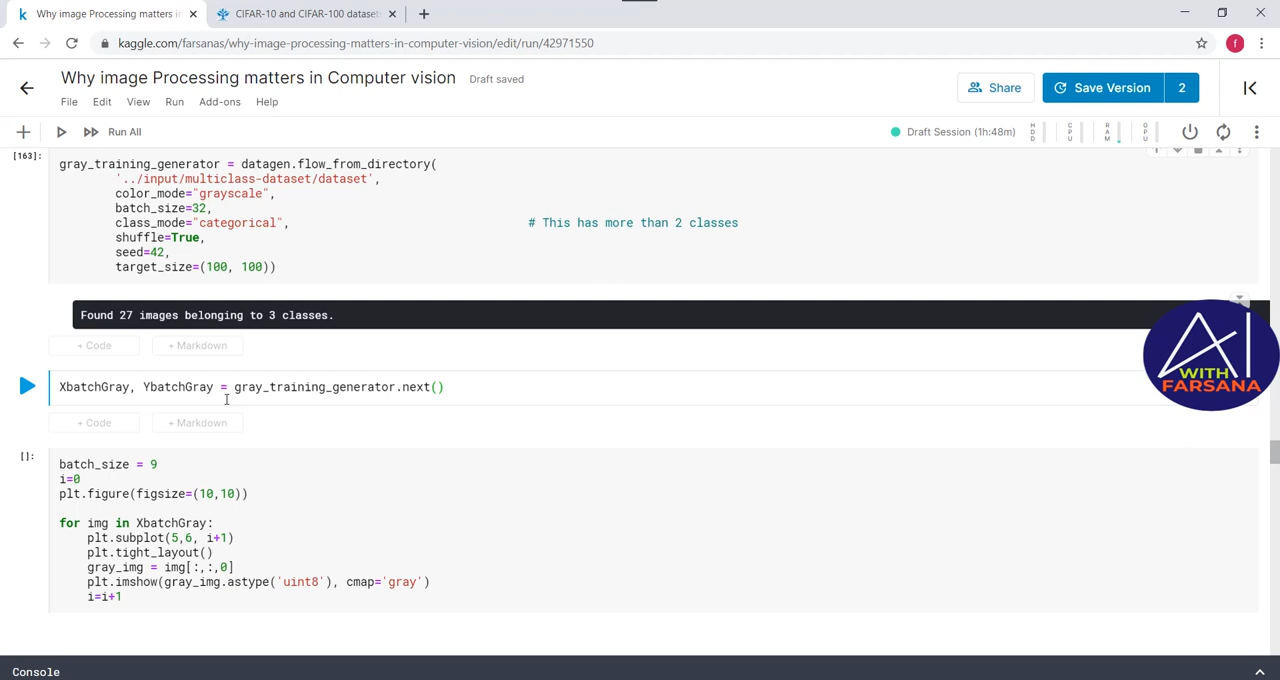 Why image Processing matters in
CIFAR-10 and CIFAR-100 dataset
kaggle.com/farsanas/why-image-processing-matters-in-computer-vision/edit/run/42971550
f
Why image Processing matters in Computer vision
Draft saved
Share
Save Version
2
File Edit View Run Add-ons Help
Run All
Draft Session (1h:48m)
HDD
CPU
RAM
GPU
[163]:
gray_training_generator = datagen.flow_from_directory(
'../input/multiclass-dataset/dataset',
color_mode="grayscale",
batch_size=32,
class_mode="categorical", # This has more than 2 classes
shuffle=True,
seed=42,
target_size=(100, 100))
Found 27 images belonging to 3 classes.
+ Code + Markdown
XbatchGray, YbatchGray = gray_training_generator.next()
+ Code + Markdown
[]:
batch_size = 9
i=0
plt.figure(figsize=(10,10))
for img in XbatchGray:
plt.subplot(5,6, i+1)
plt.tight_layout()
gray_img = img[:,:,0]
plt.imshow(gray_img.astype('uint8'), cmap='gray')
i=i+1
AI
WITH
FARSANA
Console